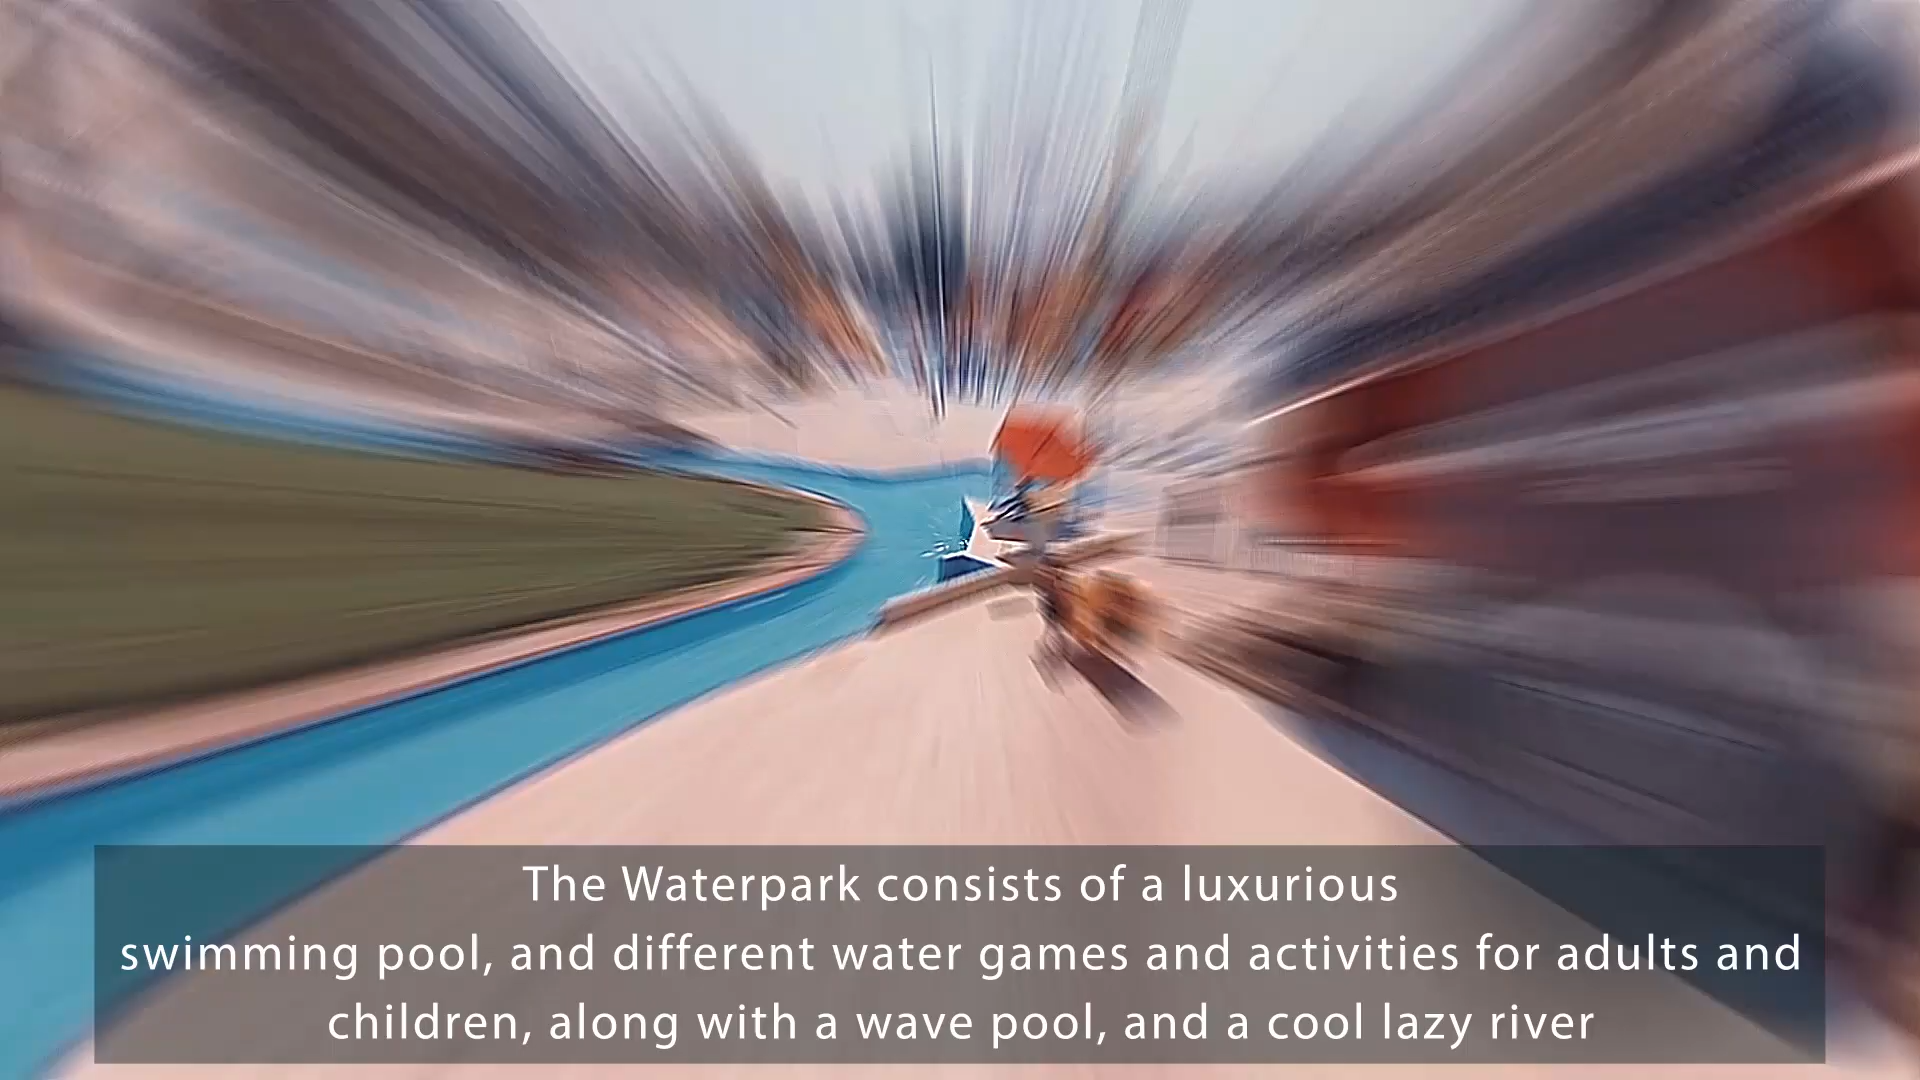 The Waterpark consists of a luxurious
swimming pool, and different water games and activities for adults and
children, along with a wave pool, and a cool lazy river